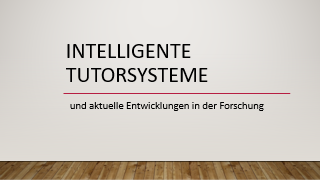 INTELLIGENTE
TUTORSYSTEME
und aktuelle Entwicklungen in der Forschung